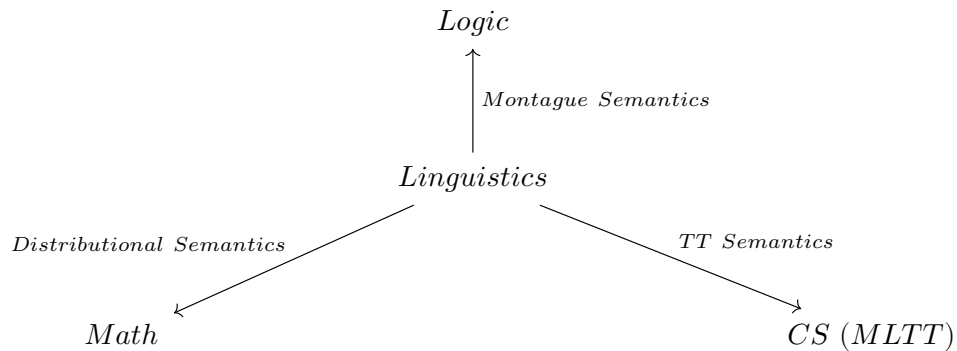 Logic
Montague Semantics
Linguistics
Distributional Semantics
TT Semantics
Math
CS (MLTT)